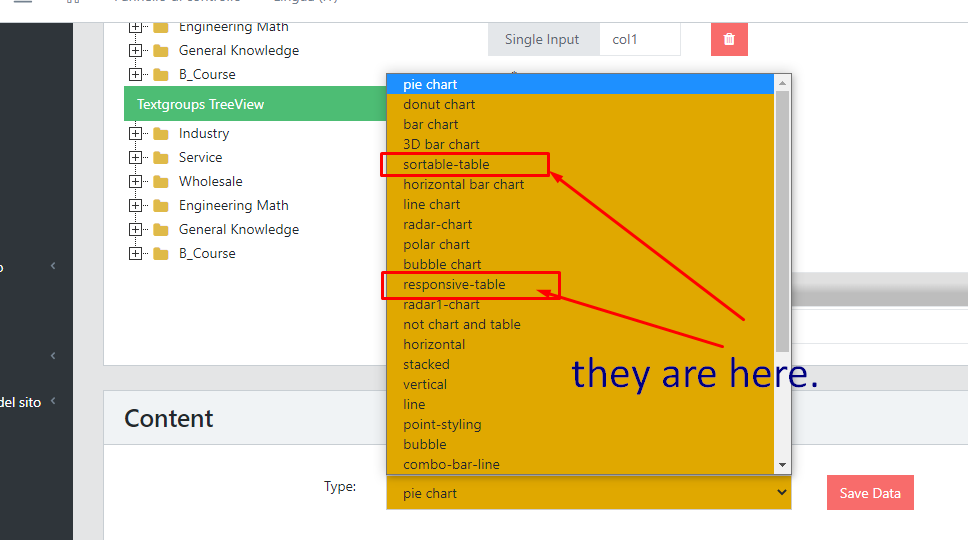 Engineering Math
General Knowledge
B_Course
Textgroups TreeView
Industry
Service
Wholesale
Engineering Math
General Knowledge
B_Course
Single Input
col1
pie chart
donut chart
bar chart
3D bar chart
sortable-table
horizontal bar chart
line chart
radar-chart
polar chart
bubble chart
responsive-table
radar1-chart
not chart and table
horizontal
stacked
vertical
line
point-styling
bubble
combo-bar-line
they are here.
del sito
Content
Type:
pie chart
Save Data